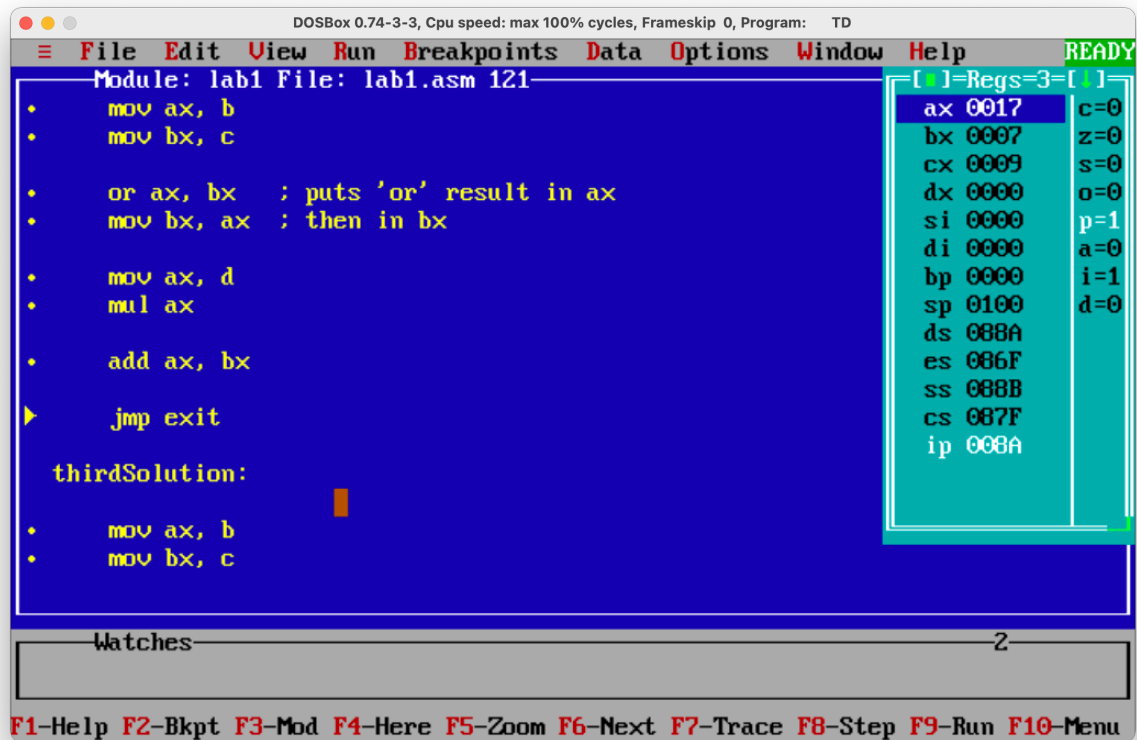 DOSBox 0.74-3-3, Cpu speed: max 100% cycles, Frameskip 0, Program: TD
≡ File Edit View Run Breakpoints Data Options Window Help READY
Module: lab1 File: lab1.asm 121
mov ax, b
mov bx, c
or ax, bx ; puts 'or' result in ax
mov bx, ax ; then in bx
mov ax, d
mul ax
add ax, bx
jmp exit
thirdSolution:
mov ax, b
mov bx, c
[■]=Regs=3=[↓]
ax 0017 c=0
bx 0007 z=0
cx 0009 s=0
dx 0000 o=0
si 0000 p=1
di 0000 a=0
bp 0000 i=1
sp 0100 d=0
ds 088A
es 086F
ss 088B
cs 087F
ip 008A
Watches 2
F1-Help F2-Bkpt F3-Mod F4-Here F5-Zoom F6-Next F7-Trace F8-Step F9-Run F10-Menu